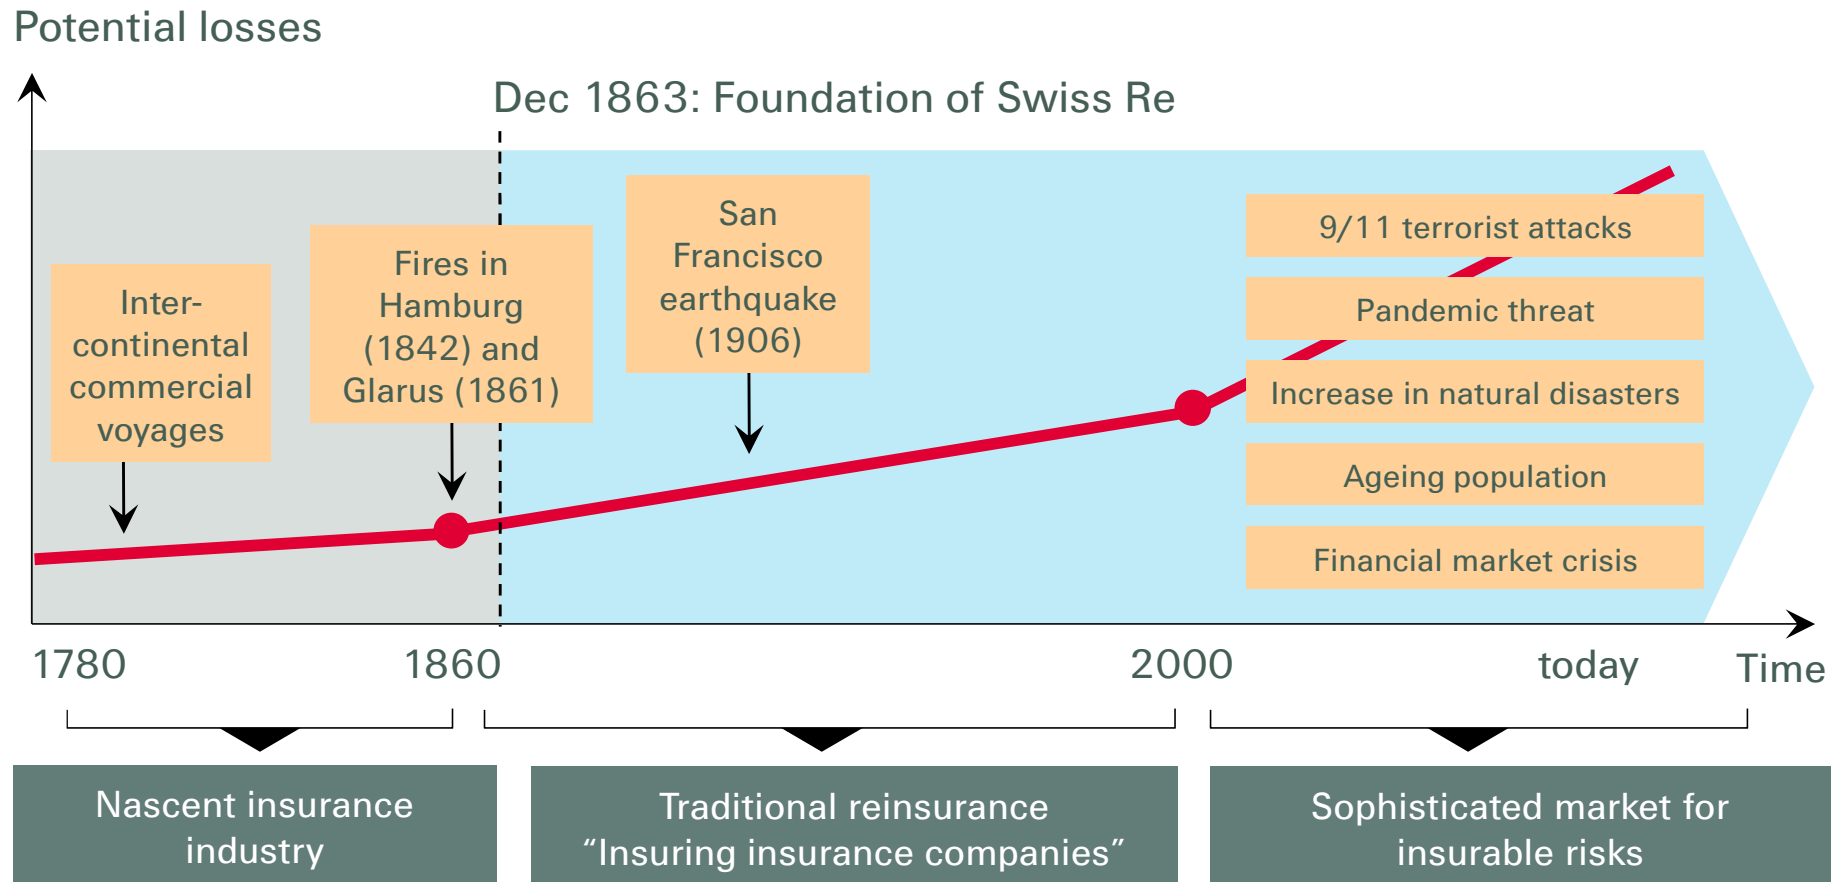 Potential losses
Dec 1863: Foundation of Swiss Re
Inter-
continental
commercial
voyages
Fires in
Hamburg
(1842) and
Glarus (1861)
San
Francisco
earthquake
(1906)
9/11 terrorist attacks
Pandemic threat
Increase in natural disasters
Ageing population
Financial market crisis
1780
1860
2000
today
Time
Nascent insurance
industry
Traditional reinsurance
“Insuring insurance companies”
Sophisticated market for
insurable risks